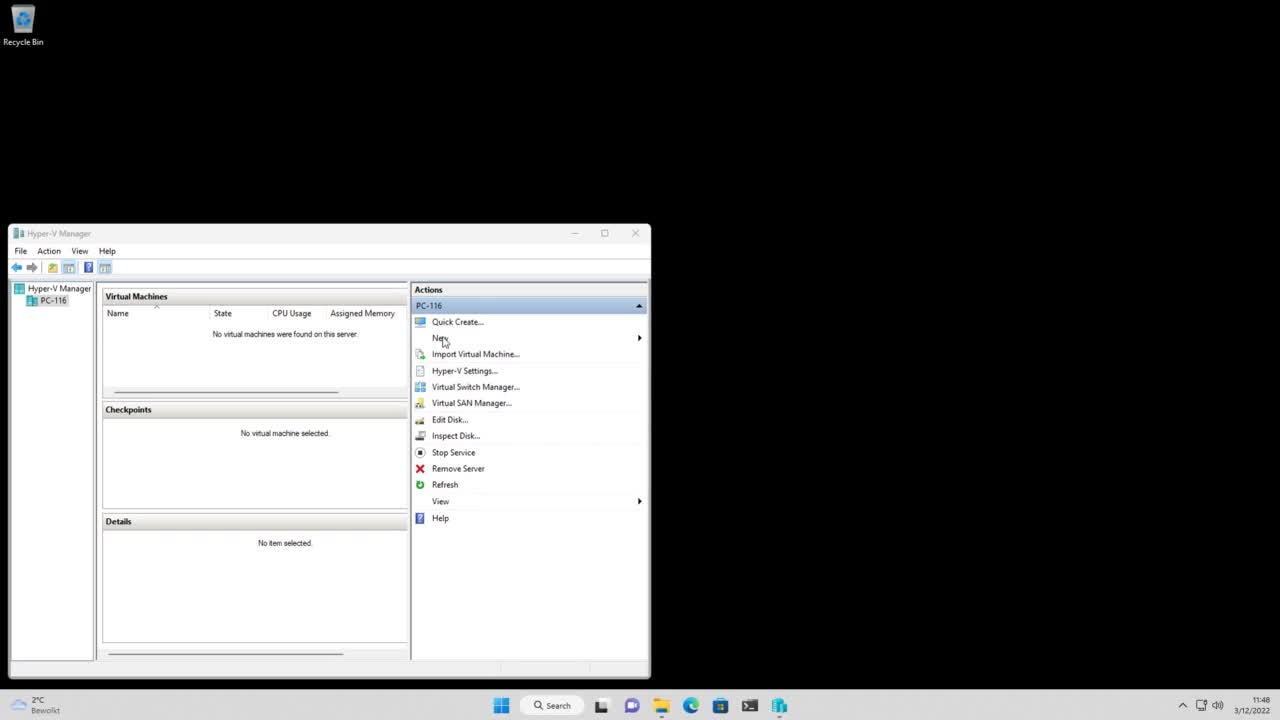 Recycle Bin
Hyper-V Manager
File Action View Help
Hyper-V Manager
PC-116
Virtual Machines
Name State CPU Usage Assigned Memory
No virtual machines were found on this server.
Checkpoints
No virtual machine selected.
Details
No item selected.
Actions
PC-116
Quick Create...
New
Import Virtual Machine...
Hyper-V Settings...
Virtual Switch Manager...
Virtual SAN Manager...
Edit Disk...
Inspect Disk...
Stop Service
Remove Server
Refresh
View
Help
2°C
Bewolkt
Search
11:48
3/12/2022